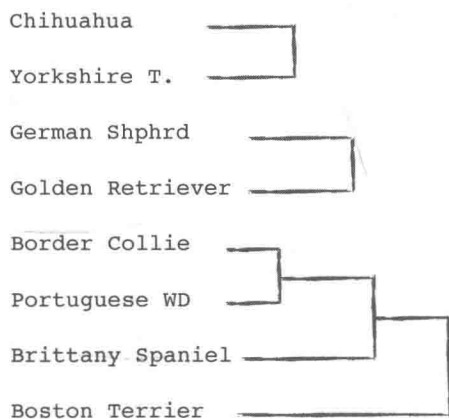 Chihuahua
Yorkshire T.
German Shphrd
Golden Retriever
Border Collie
Portuguese WD
Brittany Spaniel
Boston Terrier